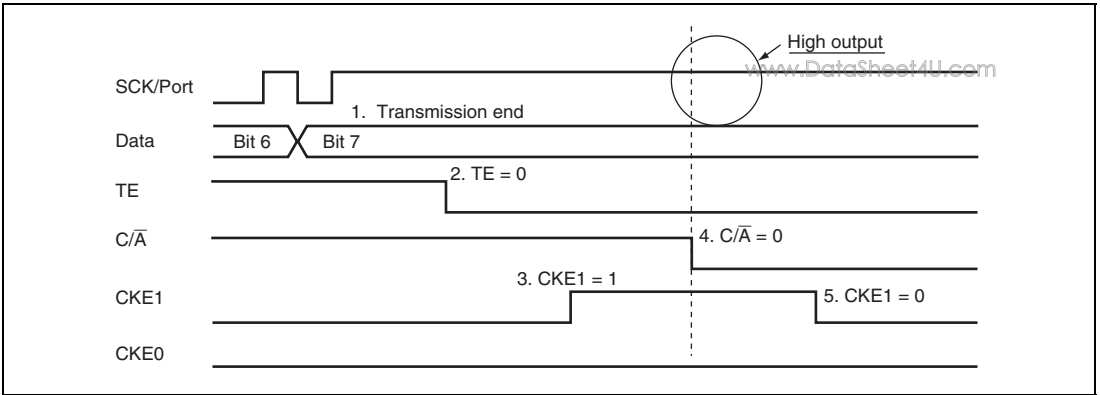 High output
www.DataSheet4U.com
SCK/Port
1. Transmission end
Data
Bit 6
Bit 7
2. TE = 0
TE
C/A̅
4. C/A̅ = 0
3. CKE1 = 1
CKE1
5. CKE1 = 0
CKE0